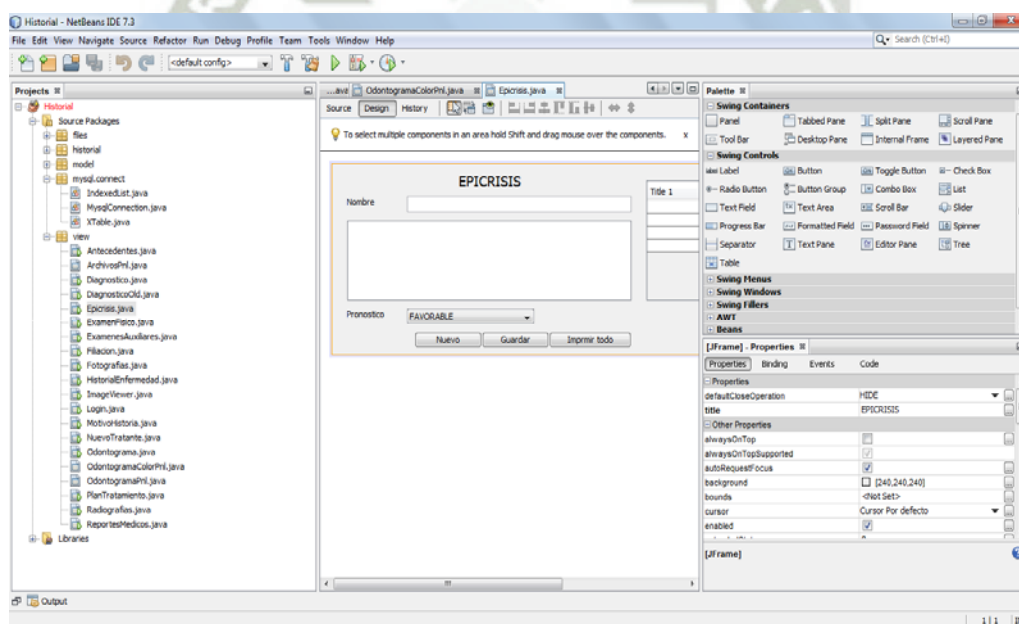 Historial - NetBeans IDE 7.3
File Edit View Navigate Source Refactor Run Debug Profile Team Tools Window Help
Search (Ctrl+I)
<default config>
Projects
Historial
Source Packages
files
historial
model
mysql.connect
IndexedList.java
MysqlConnection.java
XTable.java
view
Antecedentes.java
ArchivosPnl.java
Diagnostico.java
DiagnosticoOld.java
Epicrisis.java
ExamenFisico.java
ExamenesAuxiliares.java
Filiacion.java
Fotografias.java
HistorialEnfermedad.java
ImageViewer.java
Login.java
MotivoHistoria.java
NuevoTratante.java
Odontograma.java
OdontogramaColorPnl.java
OdontogramaPnl.java
PlanTratamiento.java
Radiografias.java
ReportesMedicos.java
Libraries
...ava OdontogramaColorPnl.java Epicrisis.java
Source Design History
To select multiple components in an area hold Shift and drag mouse over the components. x
EPICRISIS
Nombre
Title 1
Pronostico FAVORABLE
Nuevo Guardar Imprmir todo
Palette
Swing Containers
Panel Tabbed Pane Split Pane Scroll Pane
Tool Bar Desktop Pane Internal Frame Layered Pane
Swing Controls
label Label Button Toggle Button Check Box
Radio Button Button Group Combo Box List
Text Field Text Area Scroll Bar Slider
Progress Bar Formatted Field Password Field Spinner
Separator Text Pane Editor Pane Tree
Table
Swing Menus
Swing Windows
Swing Fillers
AWT
Beans
[JFrame] - Properties
Properties Binding Events Code
Properties
defaultCloseOperation HIDE
title EPICRISIS
Other Properties
alwaysOnTop
alwaysOnTopSupported
autoRequestFocus
background [240,240,240]
bounds <Not Set>
cursor Cursor Por defecto
enabled
[JFrame]
Output
1|1